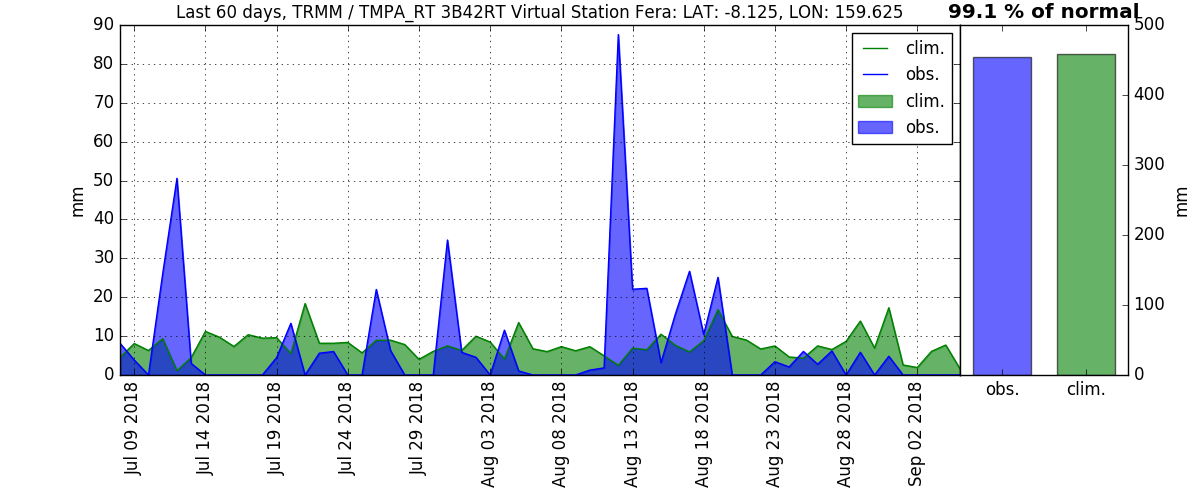 Last 60 days, TRMM / TMPA_RT 3B42RT Virtual Station Fera: LAT: -8.125, LON: 159.625
99.1 % of normal
90
80
70
60
50
40
30
20
10
0
mm
clim.
obs.
clim.
obs.
Jul 09 2018
Jul 14 2018
Jul 19 2018
Jul 24 2018
Jul 29 2018
Aug 03 2018
Aug 08 2018
Aug 13 2018
Aug 18 2018
Aug 23 2018
Aug 28 2018
Sep 02 2018
500
400
300
200
100
0
mm
obs.
clim.